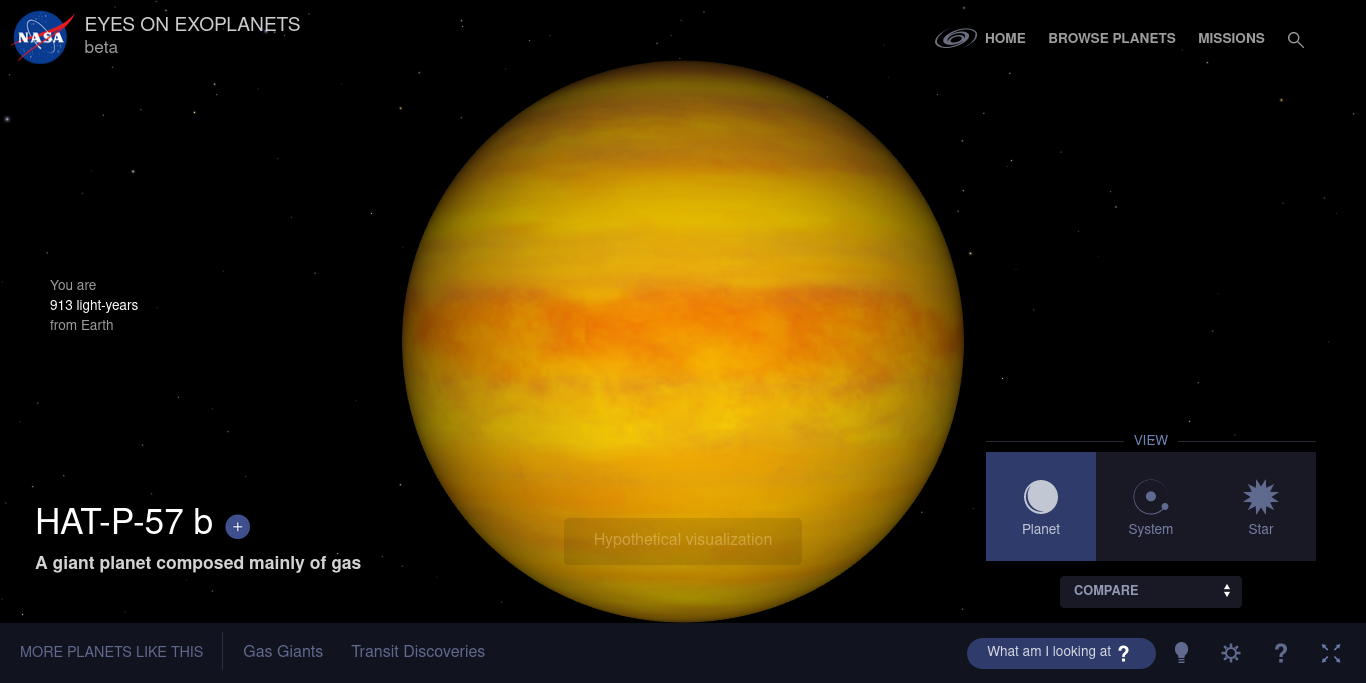 NASA
EYES ON EXOPLANETS
beta
HOME
BROWSE PLANETS
MISSIONS
You are
913 light-years
from Earth
HAT-P-57 b +
A giant planet composed mainly of gas
Hypothetical visualization
VIEW
Planet
System
Star
COMPARE
MORE PLANETS LIKE THIS
Gas Giants
Transit Discoveries
What am I looking at ?
?